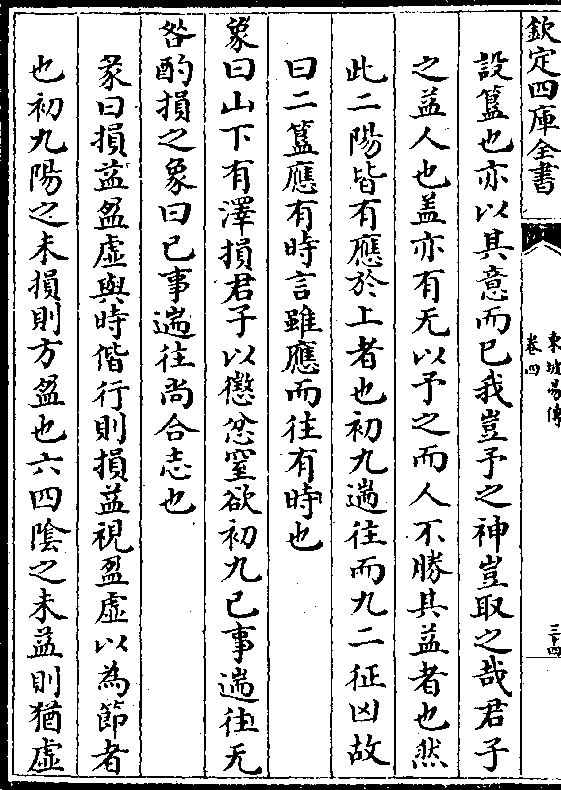 欽定四庫全書
東坡易傳
卷四
三十四
設簋也亦以其意而已我豈予之神豈取之哉君子
之益人也蓋亦有无以予之而人不勝其益者也然
此二陽皆有應於上者也初九遄往而九二征凶故
曰二簋應有時言雖應而往有時也
象曰山下有澤損君子以懲忿窒欲初九已事遄往无
咎酌損之象曰已事遄往尚合志也
彖曰損益盈虛與時偕行則損益視盈虛以為節者
也初九陽之未損則方盈也六四陰之未益則猶虛